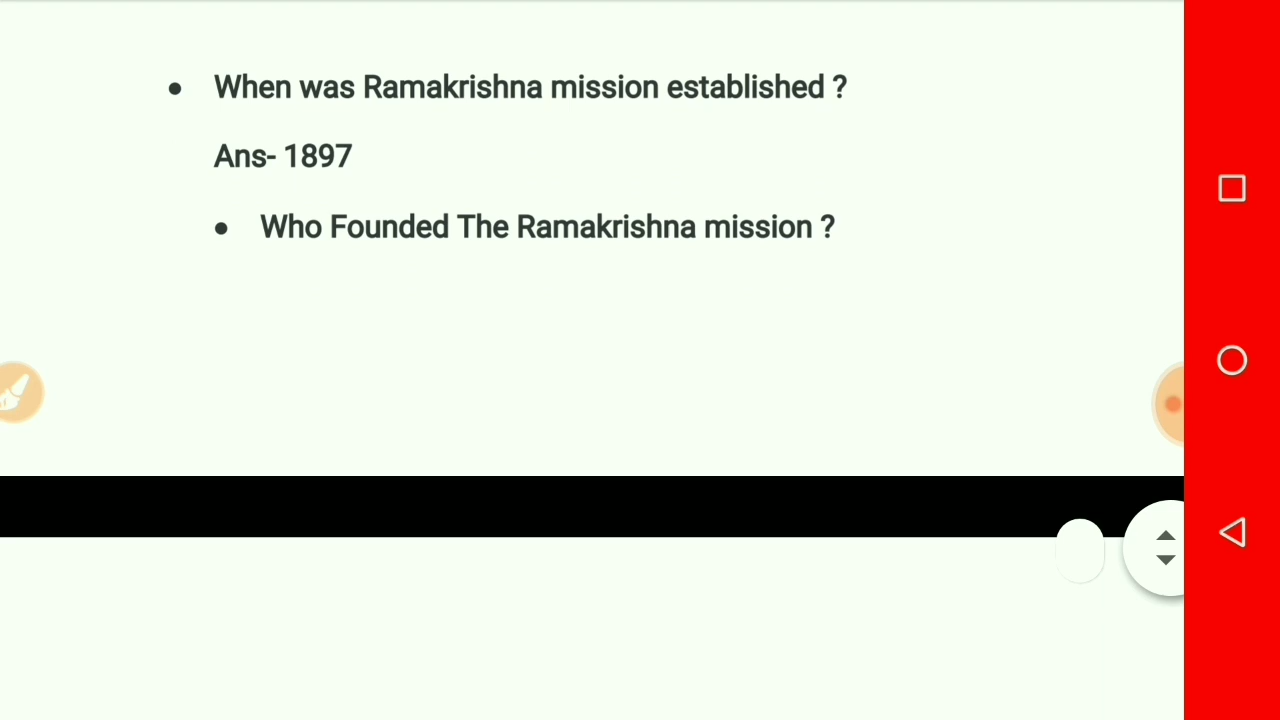 • When was Ramakrishna mission established ?
Ans- 1897
• Who Founded The Ramakrishna mission ?